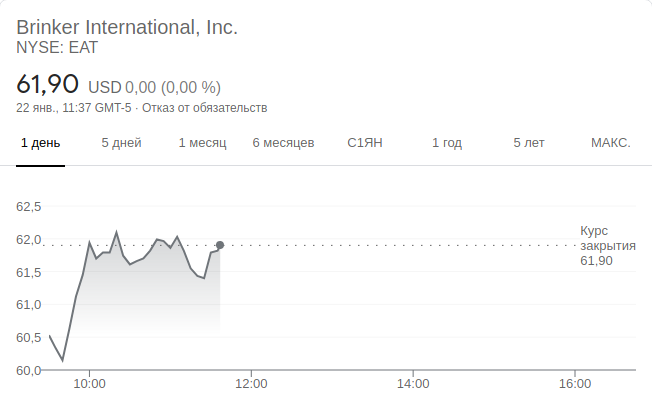 Brinker International, Inc.
NYSE: EAT
61,90 USD 0,00 (0,00 %)
22 янв., 11:37 GMT-5 · Отказ от обязательств
1 день 5 дней 1 месяц 6 месяцев С1ЯН 1 год 5 лет МАКС.
62,5
62,0
61,5
61,0
60,5
60,0
Курс
закрытия
61,90
10:00 12:00 14:00 16:00